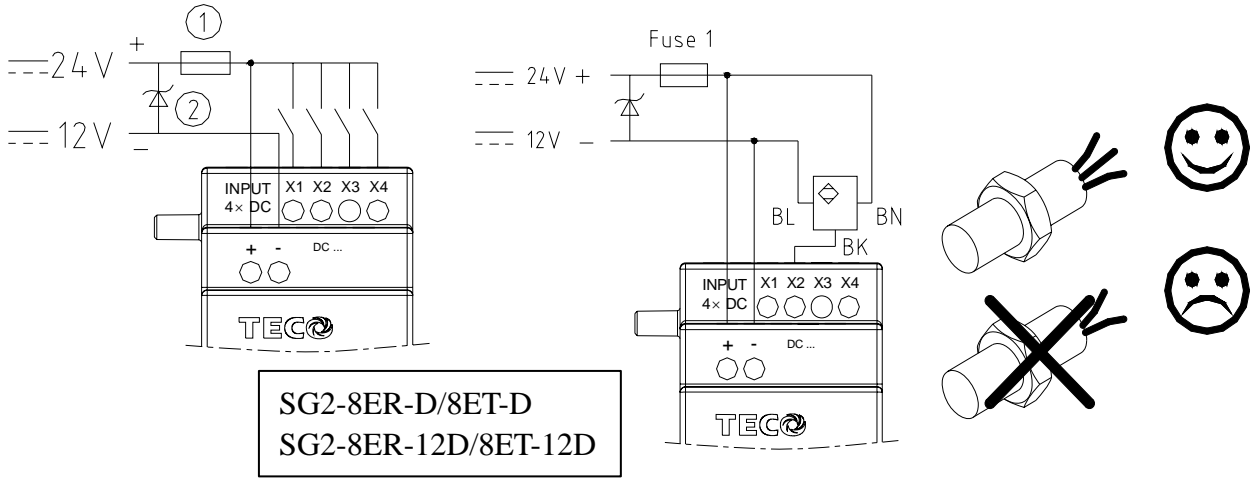 1
24V +
2
12V -
INPUT X1 X2 X3 X4
4× DC
+ - DC ...
TECO
Fuse 1
24V +
12V -
BL BN
BK
INPUT X1 X2 X3 X4
4× DC
+ - DC ...
TECO
SG2-8ER-D/8ET-D
SG2-8ER-12D/8ET-12D